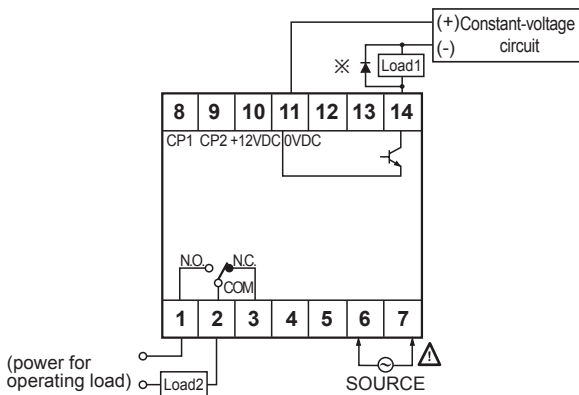 (+) Constant-voltage
(-) circuit
※ Load1
8 9 10 11 12 13 14
CP1 CP2 +12VDC 0VDC
N.O. N.C.
COM
1 2 3 4 5 6 7
(power for
operating load) Load2
SOURCE